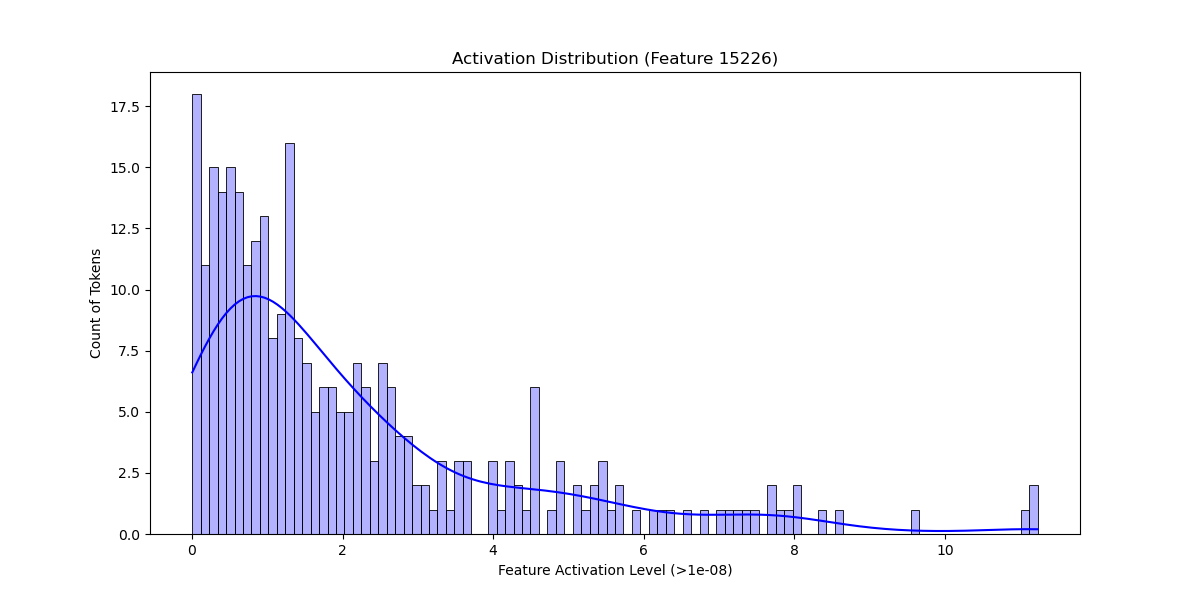 Activation Distribution (Feature 15226)
17.5
15.0
12.5
10.0
7.5
5.0
2.5
0.0
Count of Tokens
0 2 4 6 8 10
Feature Activation Level (>1e-08)